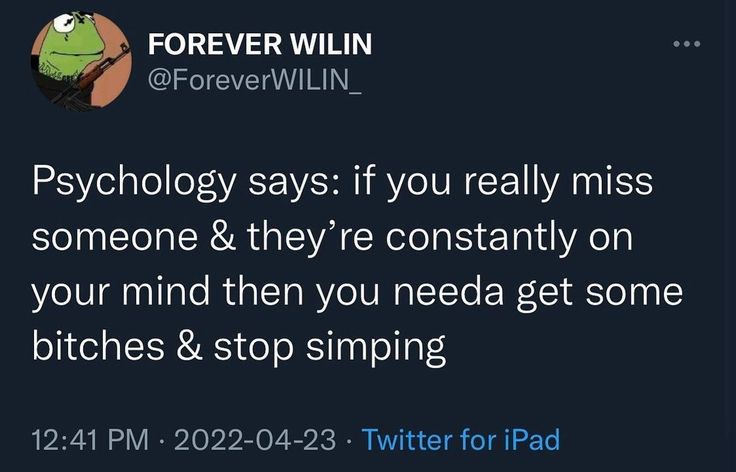 FOREVER WILIN
@ForeverWILIN_
Psychology says: if you really miss
someone & they’re constantly on
your mind then you needa get some
bitches & stop simping
12:41 PM · 2022-04-23 · Twitter for iPad